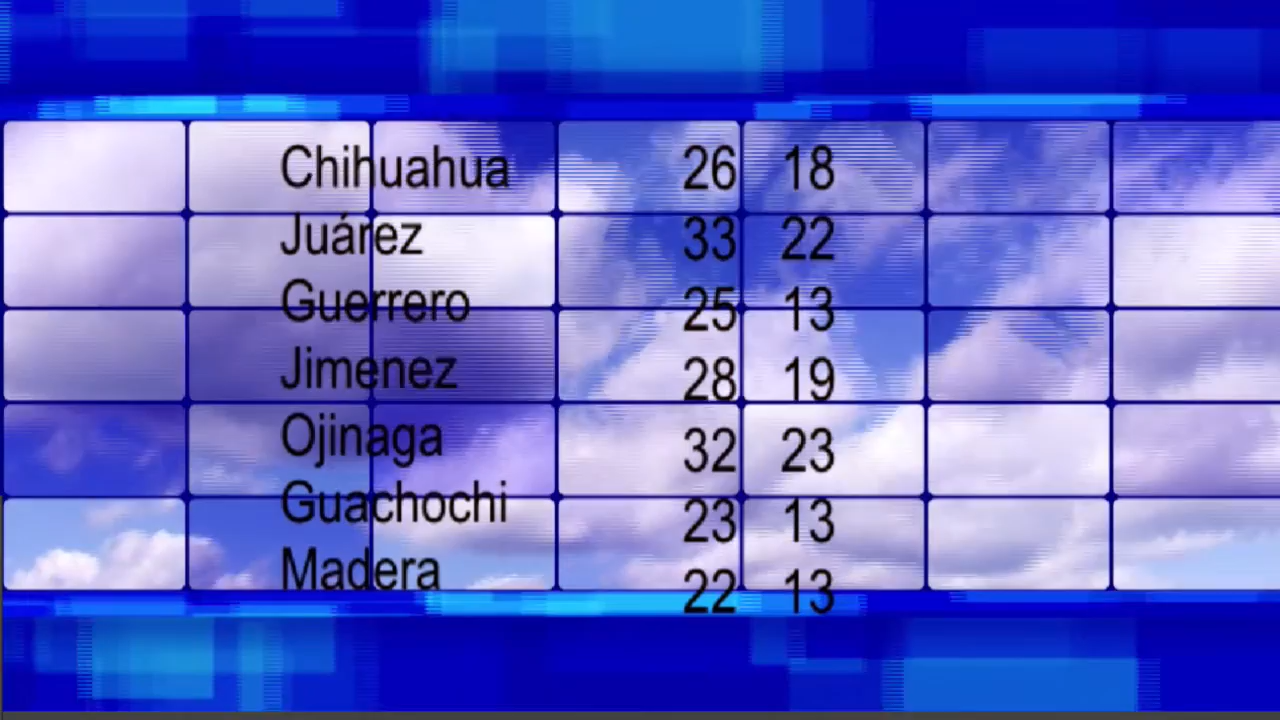 Chihuahua 26 18
Juárez 33 22
Guerrero 25 13
Jimenez 28 19
Ojinaga 32 23
Guachochi 23 13
Madera 22 13